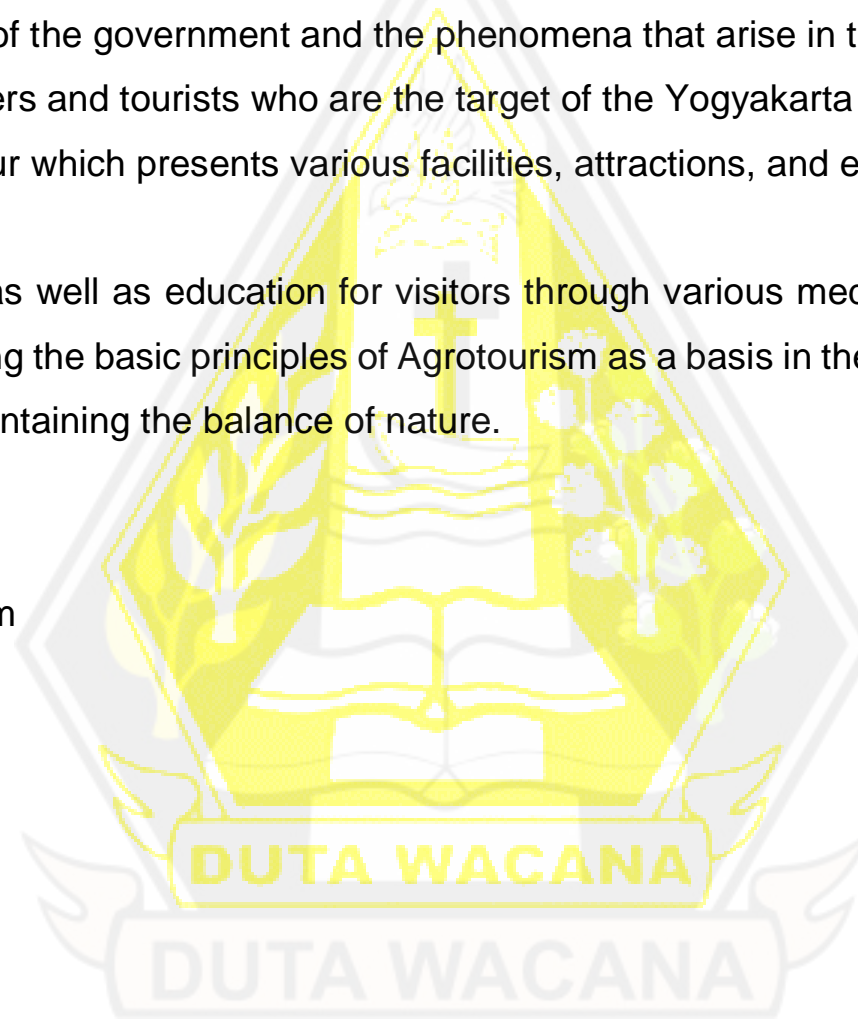 of the government and the phenomena that arise in t
ers and tourists who are the target of the Yogyakarta
ur which presents various facilities, attractions, and e
as well as education for visitors through various med
ng the basic principles of Agrotourism as a basis in the
ntaining the balance of nature.
m
DUTA WACANA
DUTA WACANA